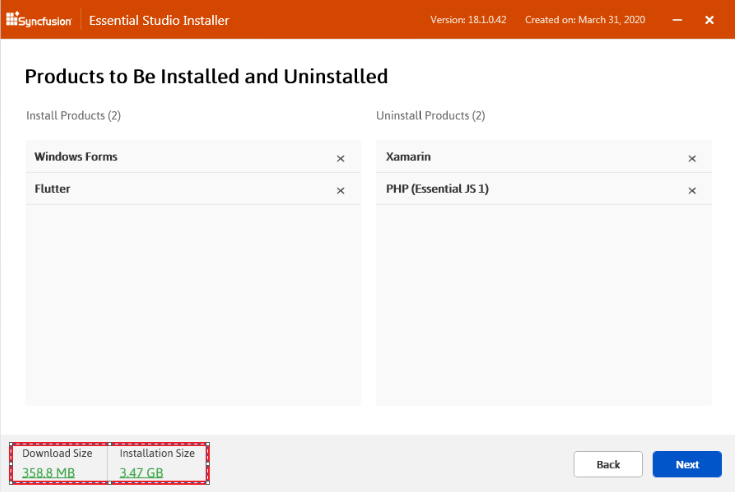 Syncfusion Essential Studio Installer Version: 18.1.0.42 Created on: March 31, 2020
Products to Be Installed and Uninstalled
Install Products (2)
Uninstall Products (2)
Windows Forms
Flutter
Xamarin
PHP (Essential JS 1)
Download Size
358.8 MB
Installation Size
3.47 GB
Back
Next